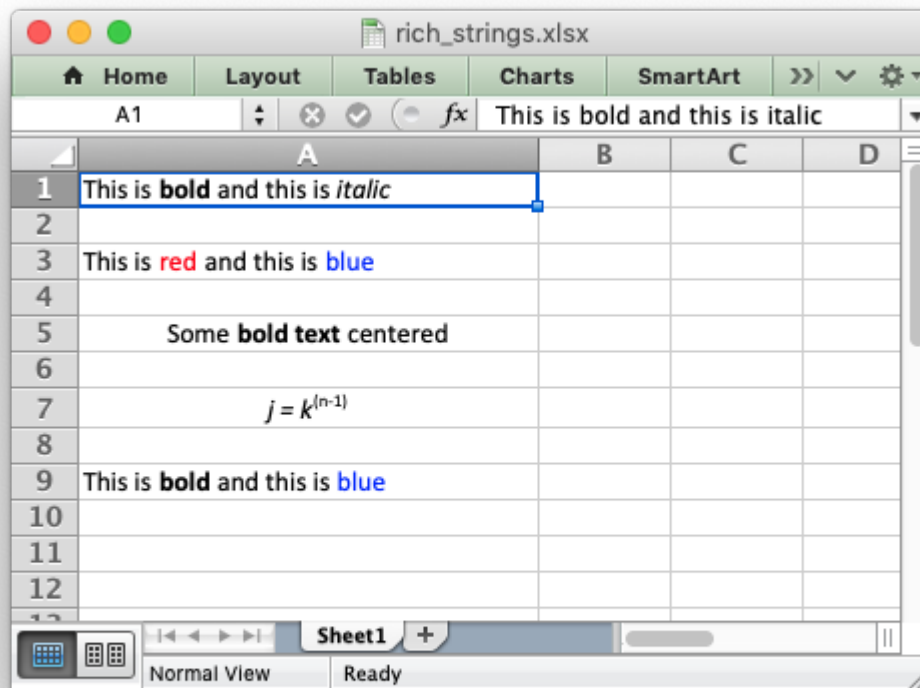 rich_strings.xlsx
Home Layout Tables Charts SmartArt
A1 fx This is bold and this is italic
A B C D
1 This is bold and this is italic
2
3 This is red and this is blue
4
5 Some bold text centered
6
7 j = k(n-1)
8
9 This is bold and this is blue
10
11
12
Sheet1
Normal View Ready